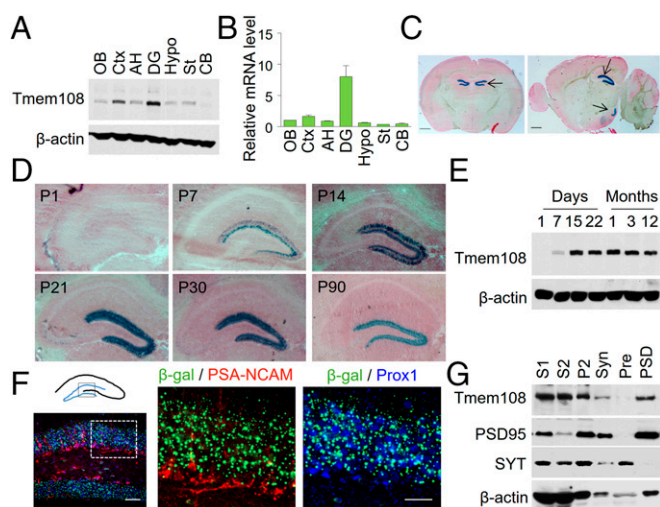 A
OB Ctx AH DG Hypo St CB
Tmem108
β-actin
B
Relative mRNA level
15
10
5
0
OB Ctx AH DG Hypo St CB
C
D
P1 P7 P14
P21 P30 P90
E
Days Months
1 7 15 22 1 3 12
Tmem108
β-actin
F
β-gal / PSA-NCAM β-gal / Prox1
G
S1 S2 P2 Syn Pre PSD
Tmem108
PSD95
SYT
β-actin